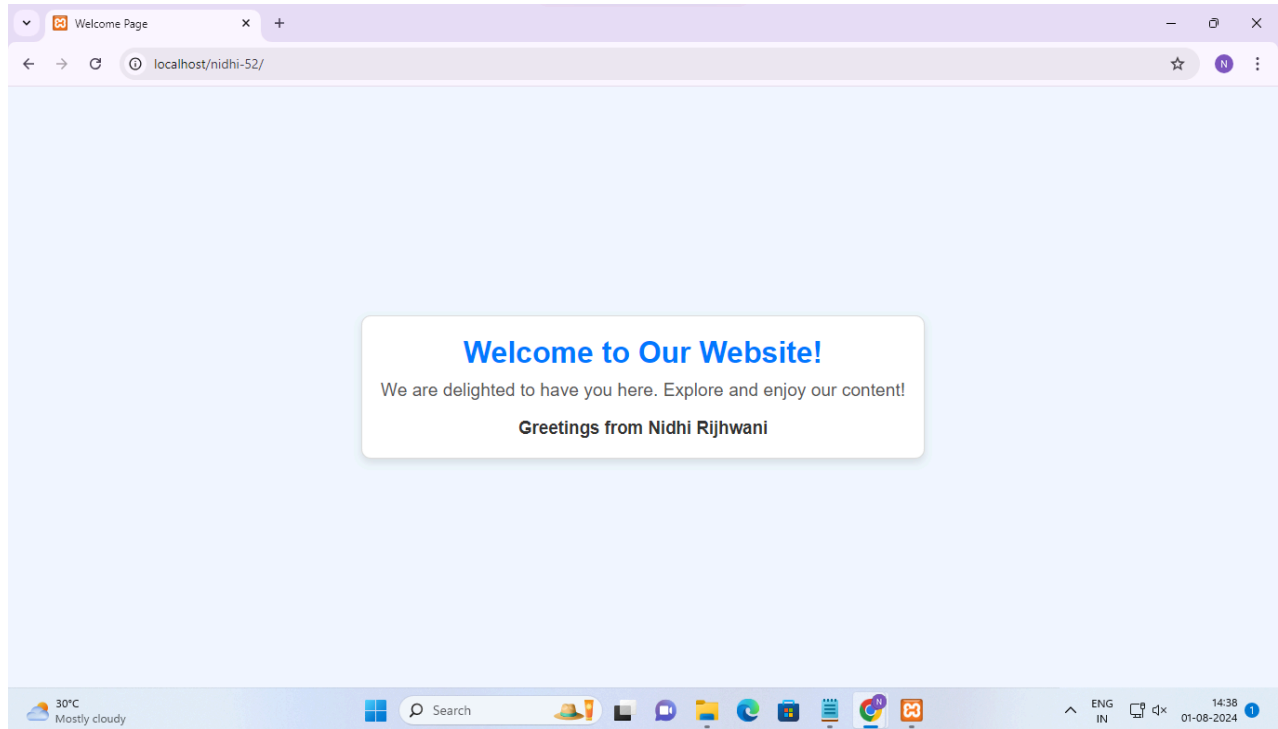 Welcome Page
localhost/nidhi-52/
N
Welcome to Our Website!
We are delighted to have you here. Explore and enjoy our content!
Greetings from Nidhi Rijhwani
30°C
Mostly cloudy
Search
N
ENG
IN
14:38
01-08-2024
1